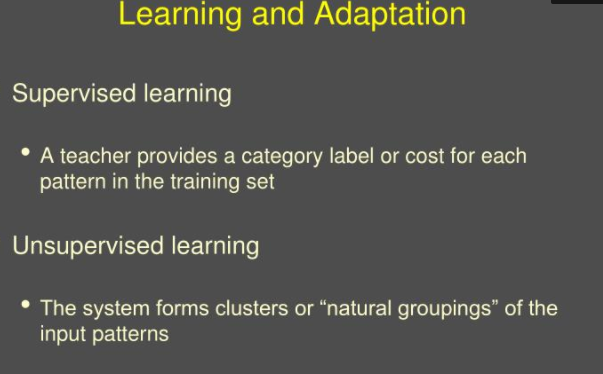 Learning and Adaptation
Supervised learning
• A teacher provides a category label or cost for each
pattern in the training set
Unsupervised learning
• The system forms clusters or “natural groupings” of the
input patterns